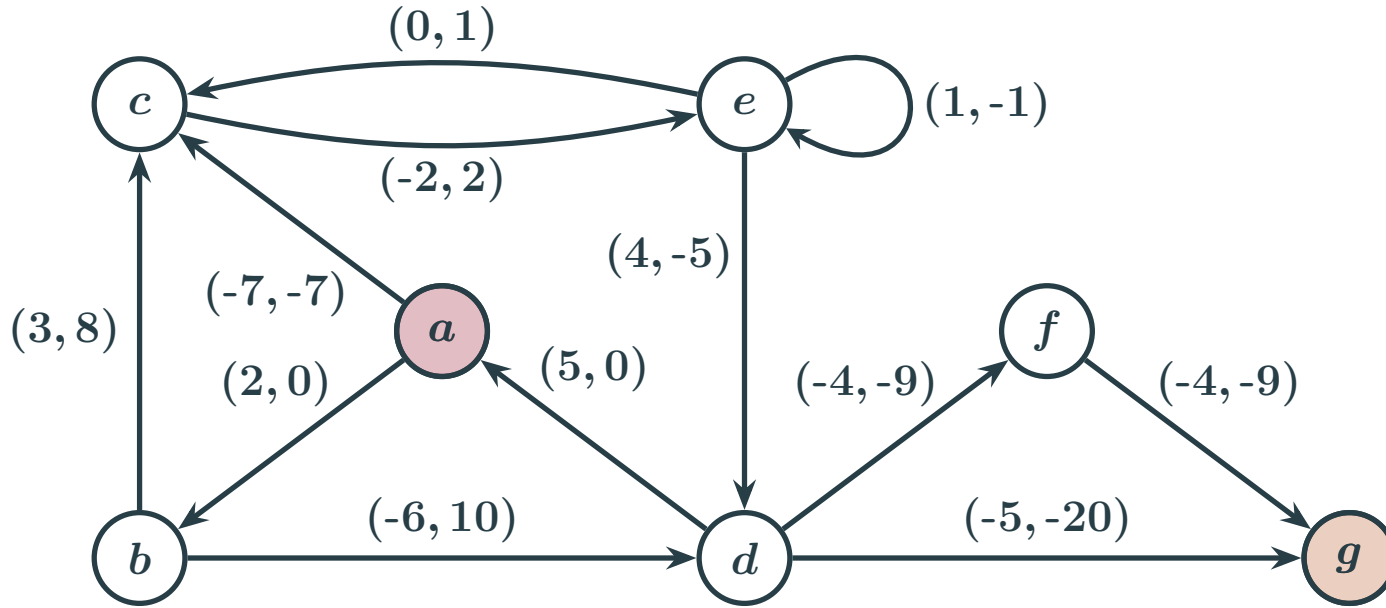 (0, 1)
c
e
(1, -1)
(-2, 2)
(4, -5)
(-7, -7)
(3, 8)
a
f
(2, 0)
(5, 0)
(-4, -9)
(-4, -9)
(-6, 10)
(-5, -20)
b
d
g